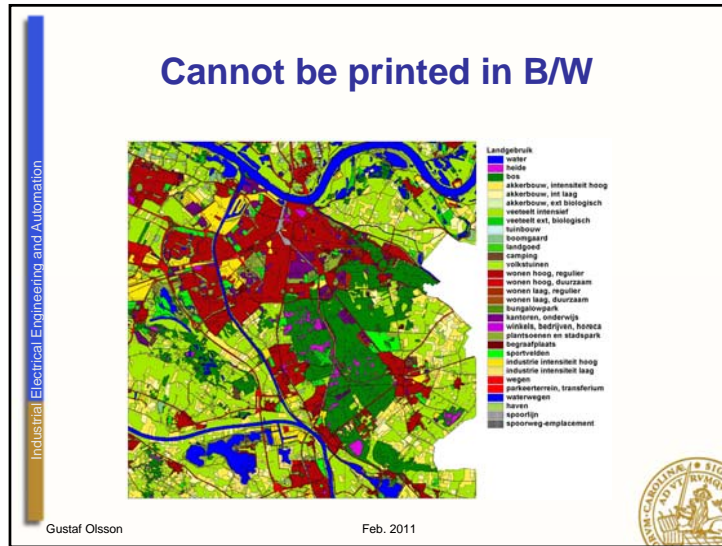 Cannot be printed in B/W
Industrial Electrical Engineering and Automation
Landgebruik
water
heide
bos
akkerbouw, intensiteit hoog
akkerbouw, int laag
akkerbouw, ext biologisch
veeteelt intensief
veeteelt ext, biologisch
tuinbouw
boomgaard
landgoed
camping
volkstuinen
wonen hoog, regulier
wonen hoog, duurzaam
wonen laag, regulier
wonen laag, duurzaam
bungalowpark
kantoren, onderwijs
winkels, bedrijven, horeca
plantsoenen en stadspark
begraafplaats
sportvelden
industrie intensiteit hoog
industrie intensiteit laag
wegen
parkeerterrein, transferium
waterwegen
haven
spoorlijn
spoorweg-emplacement
Gustaf Olsson
Feb. 2011